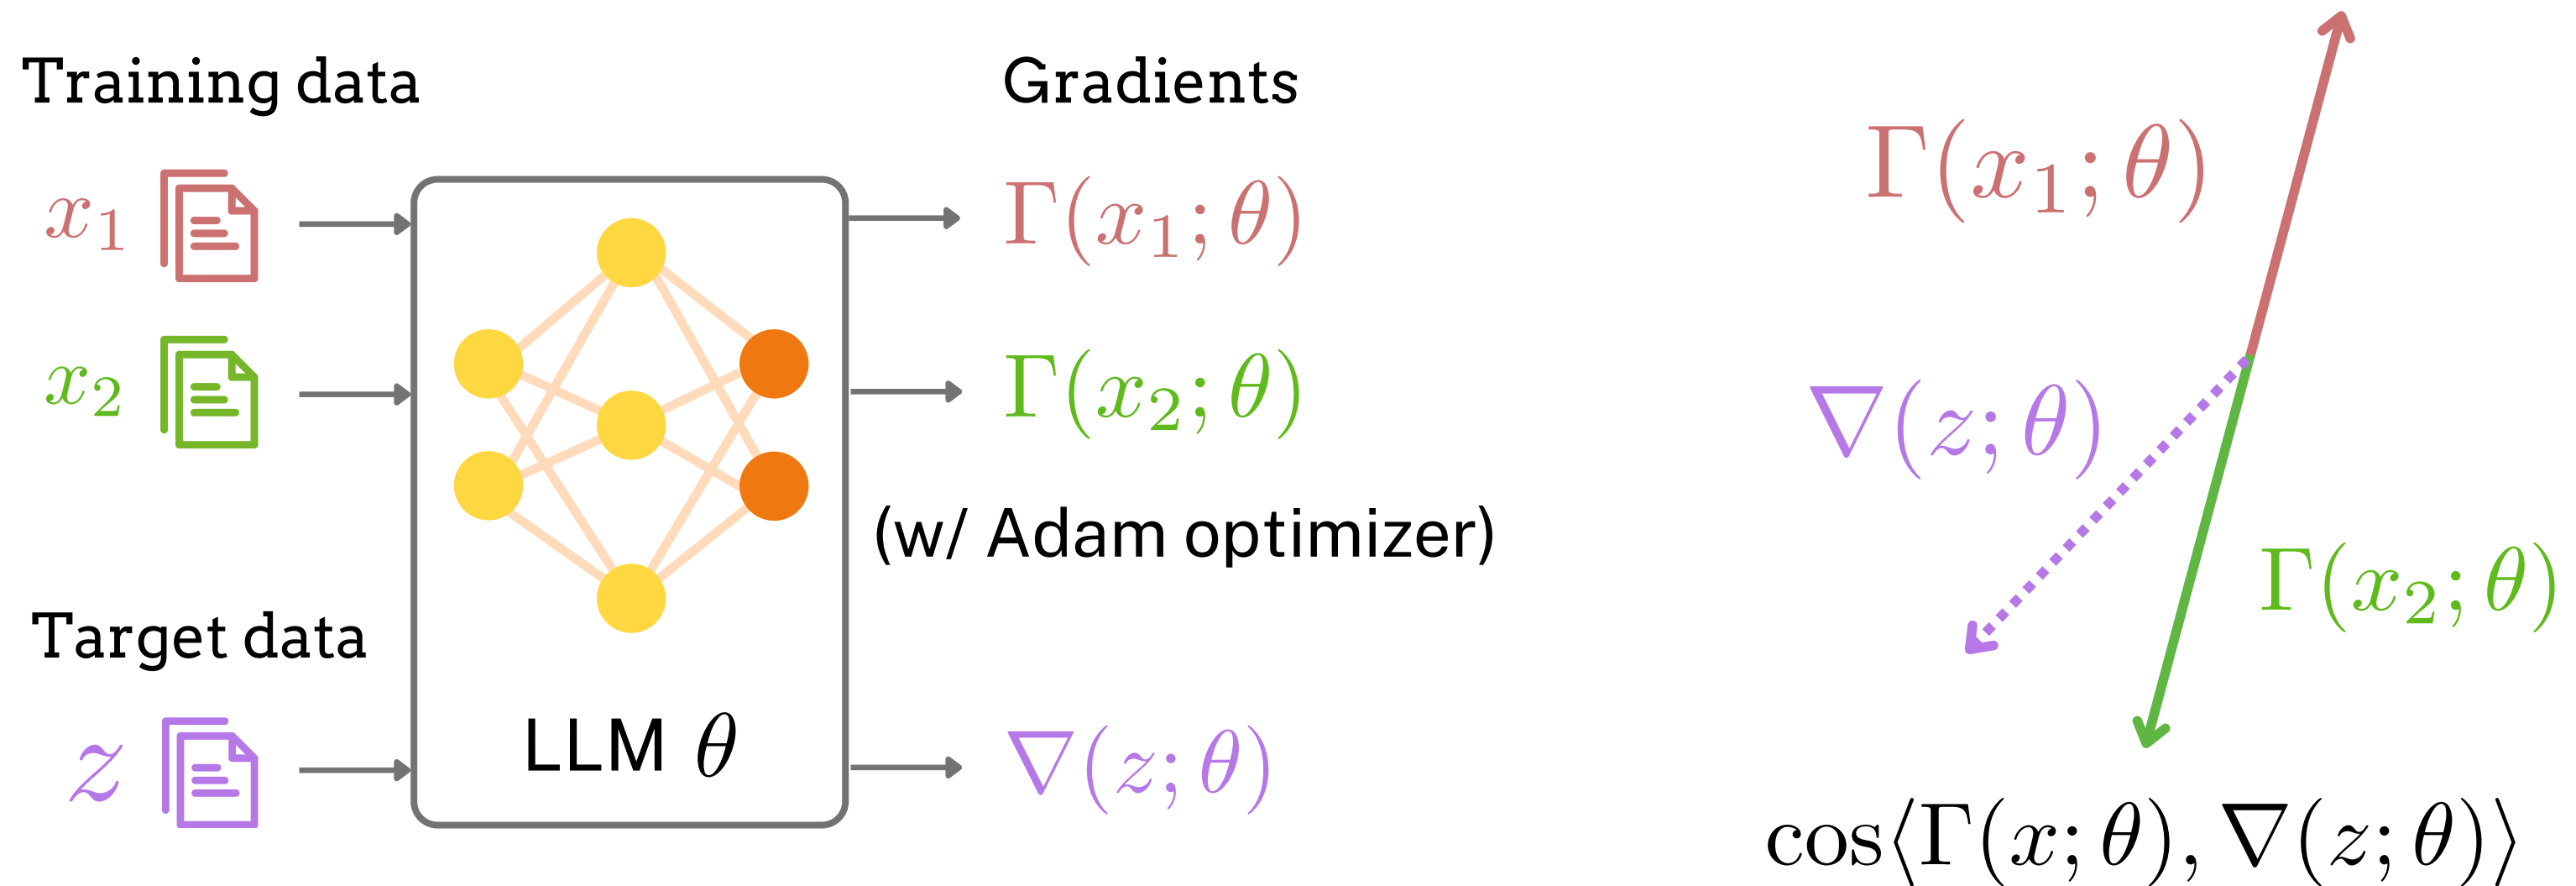 Training data
x₁
x₂
Target data
z
LLM θ
Gradients
Γ(x₁; θ)
Γ(x₂; θ)
(w/ Adam optimizer)
∇(z; θ)
Γ(x₁; θ)
∇(z; θ)
Γ(x₂; θ)
cos⟨Γ(x; θ), ∇(z; θ)⟩